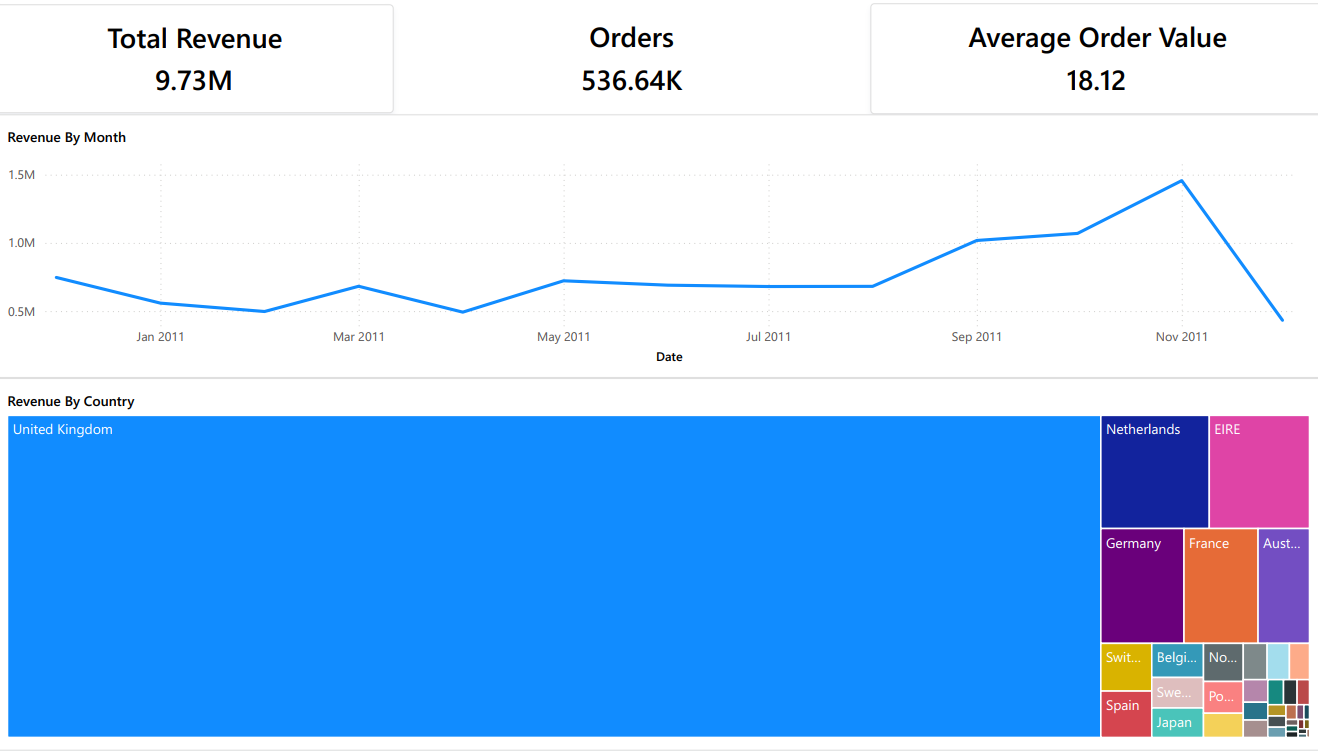 Total Revenue
9.73M
Orders
536.64K
Average Order Value
18.12
Revenue By Month
1.5M
1.0M
0.5M
Jan 2011
Mar 2011
May 2011
Jul 2011
Sep 2011
Nov 2011
Date
Revenue By Country
United Kingdom
Netherlands
EIRE
Germany
France
Aust...
Swit...
Belgi...
No...
Swe...
Po...
Spain
Japan